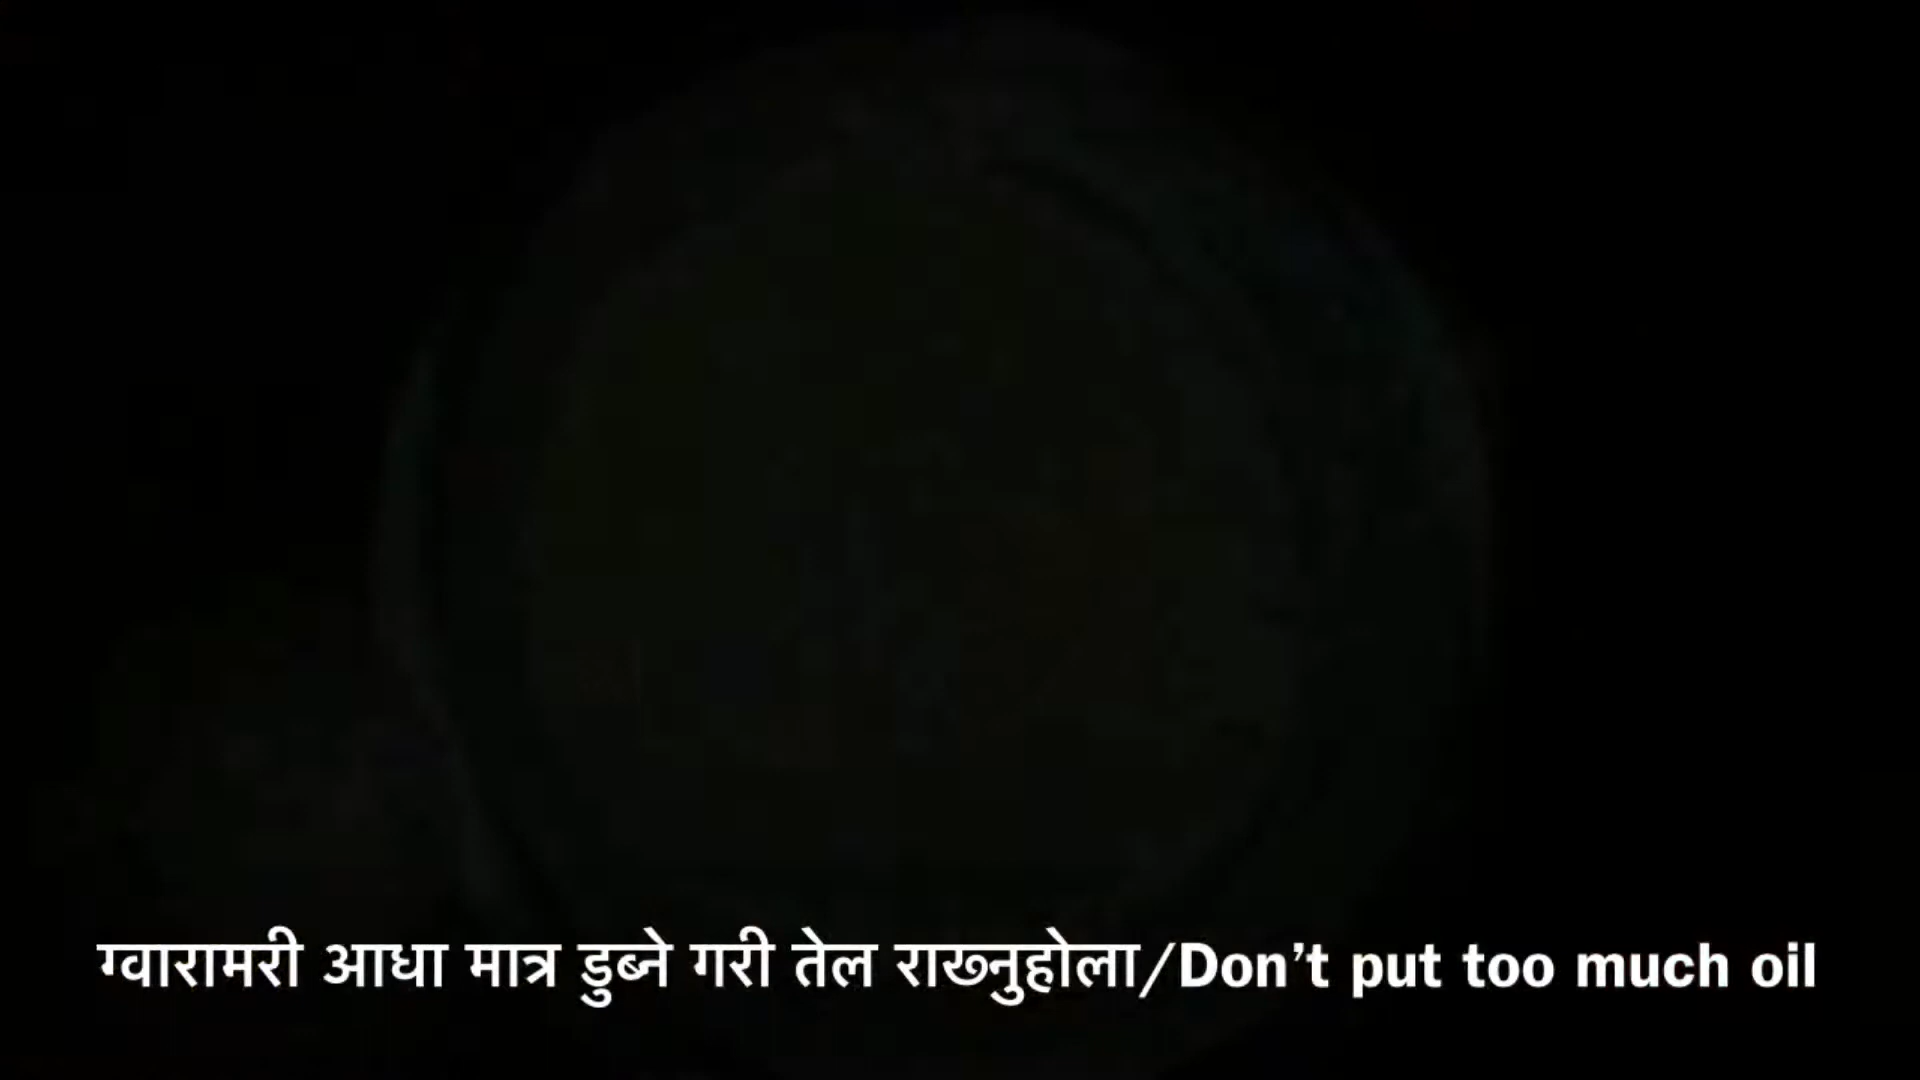 ग्वारामरी आधा मात्र डुब्ने गरी तेल राख्नुहोला/Don’t put too much oil